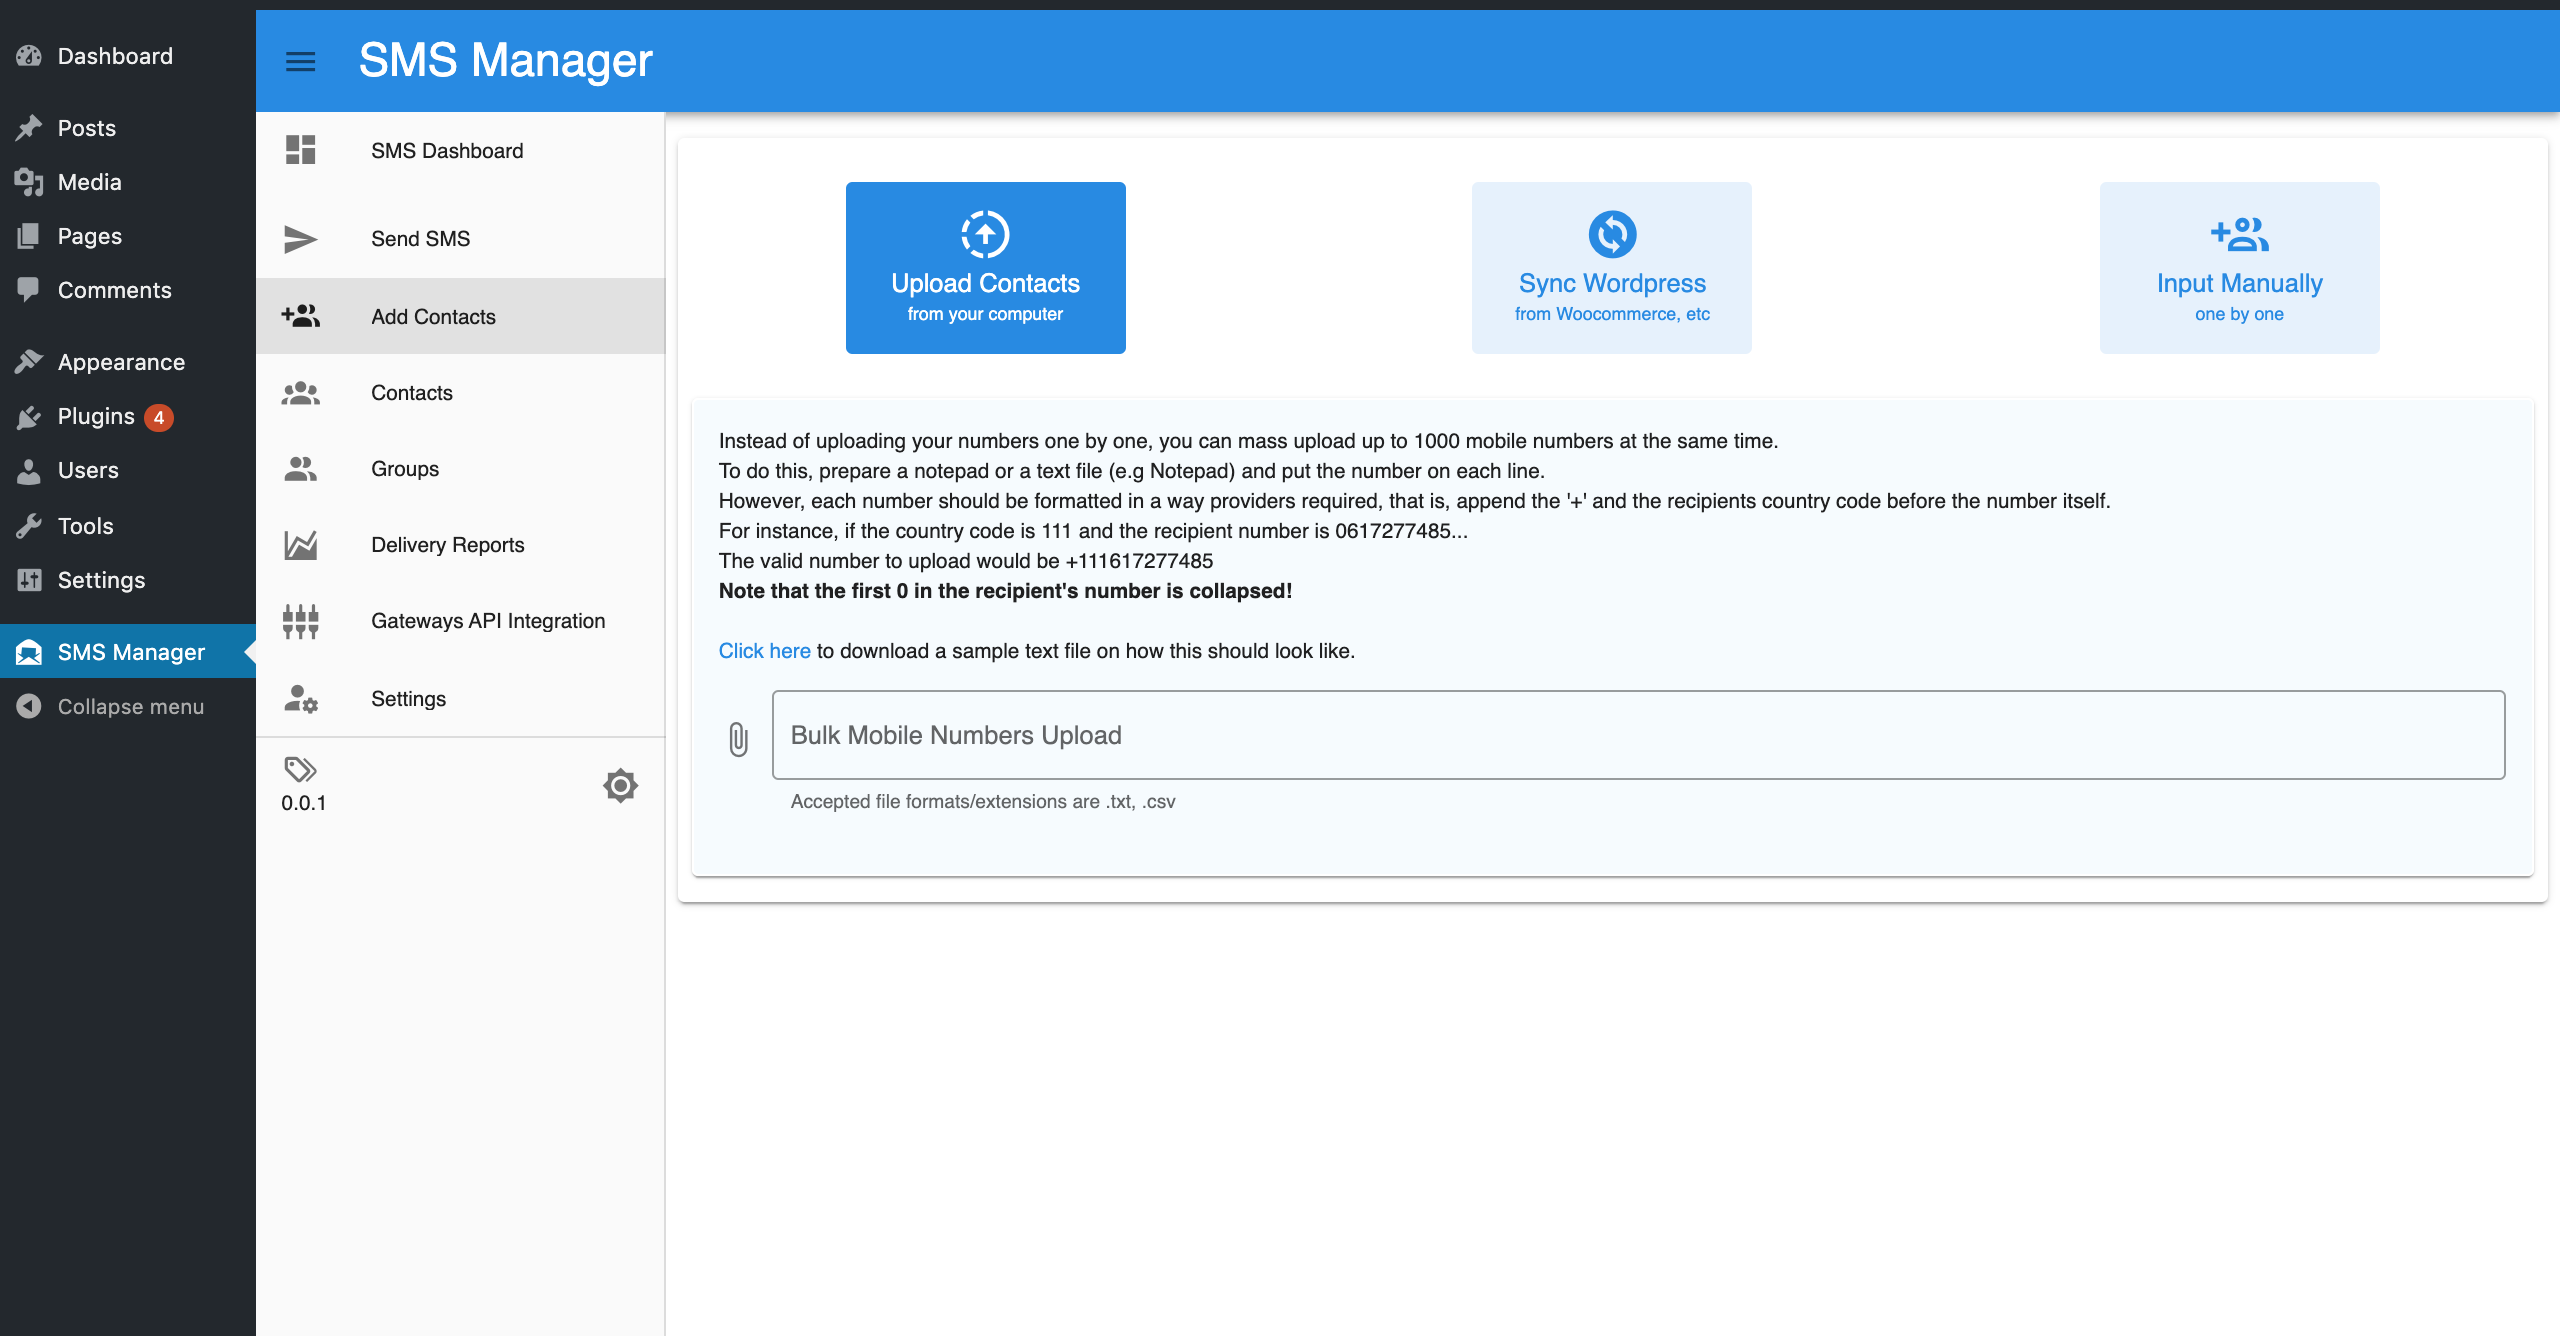 Dashboard
Posts
Media
Pages
Comments
Appearance
Plugins 4
Users
Tools
Settings
SMS Manager
Collapse menu
SMS Manager
SMS Dashboard
Send SMS
Add Contacts
Contacts
Groups
Delivery Reports
Gateways API Integration
Settings
0.0.1
Upload Contacts
from your computer
Sync Wordpress
from Woocommerce, etc
Input Manually
one by one
Instead of uploading your numbers one by one, you can mass upload up to 1000 mobile numbers at the same time.
To do this, prepare a notepad or a text file (e.g Notepad) and put the number on each line.
However, each number should be formatted in a way providers required, that is, append the '+' and the recipients country code before the number itself.
For instance, if the country code is 111 and the recipient number is 0617277485...
The valid number to upload would be +111617277485
Note that the first 0 in the recipient's number is collapsed!
Click here to download a sample text file on how this should look like.
Bulk Mobile Numbers Upload
Accepted file formats/extensions are .txt, .csv